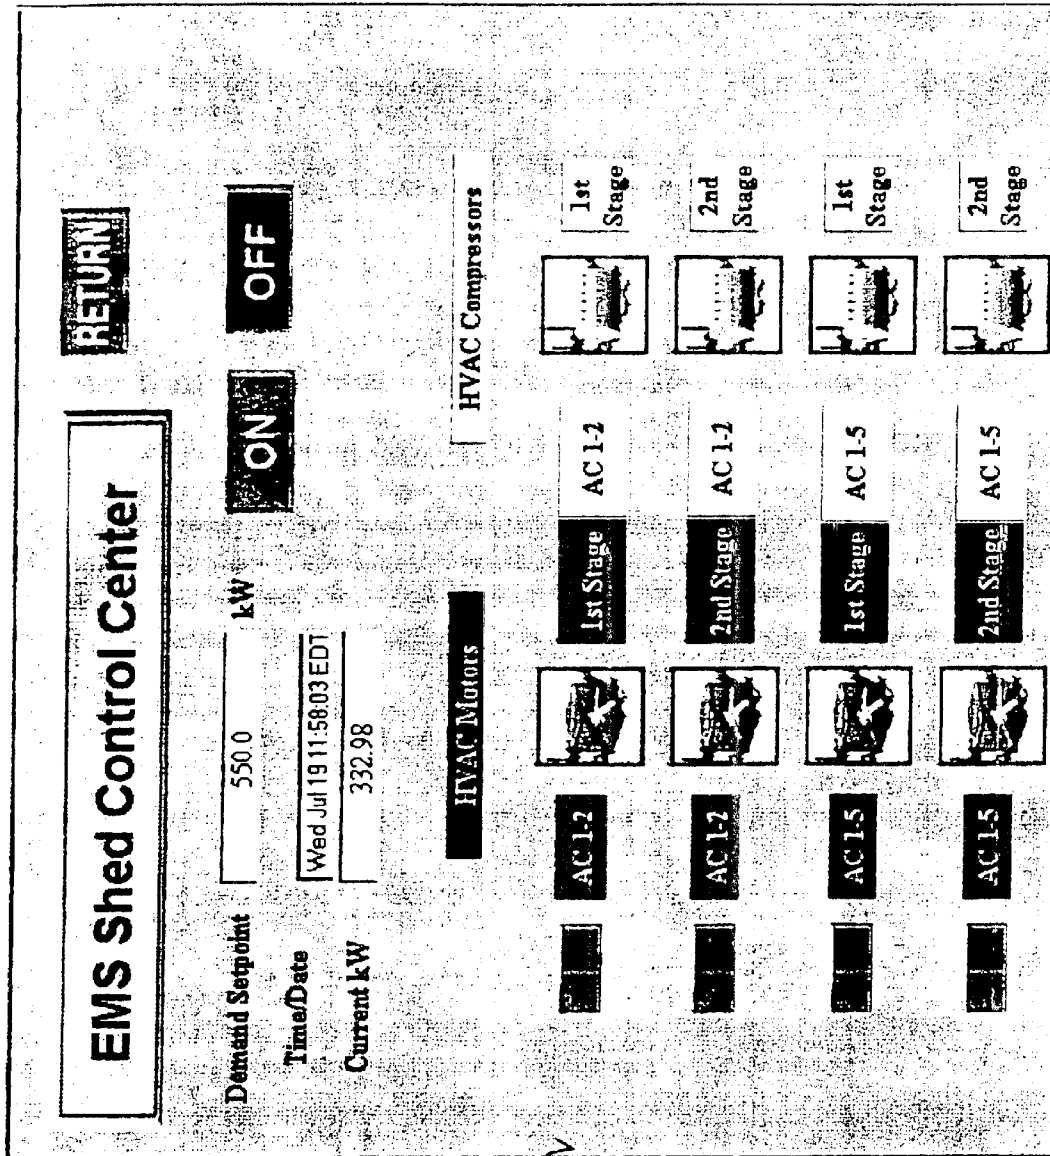 EMS Shed Control Center
RETURN
Demand Setpoint 550.0 kW
ON OFF
Time/Date Wed Jul 19 11:58:03 EDT
Current kW 332.98
HVAC Motors HVAC Compressors
AC 1-2 1st Stage AC 1-2 1st Stage
AC 1-2 2nd Stage AC 1-2 2nd Stage
AC 1-5 1st Stage AC 1-5 1st Stage
AC 1-5 2nd Stage AC 1-5 2nd Stage